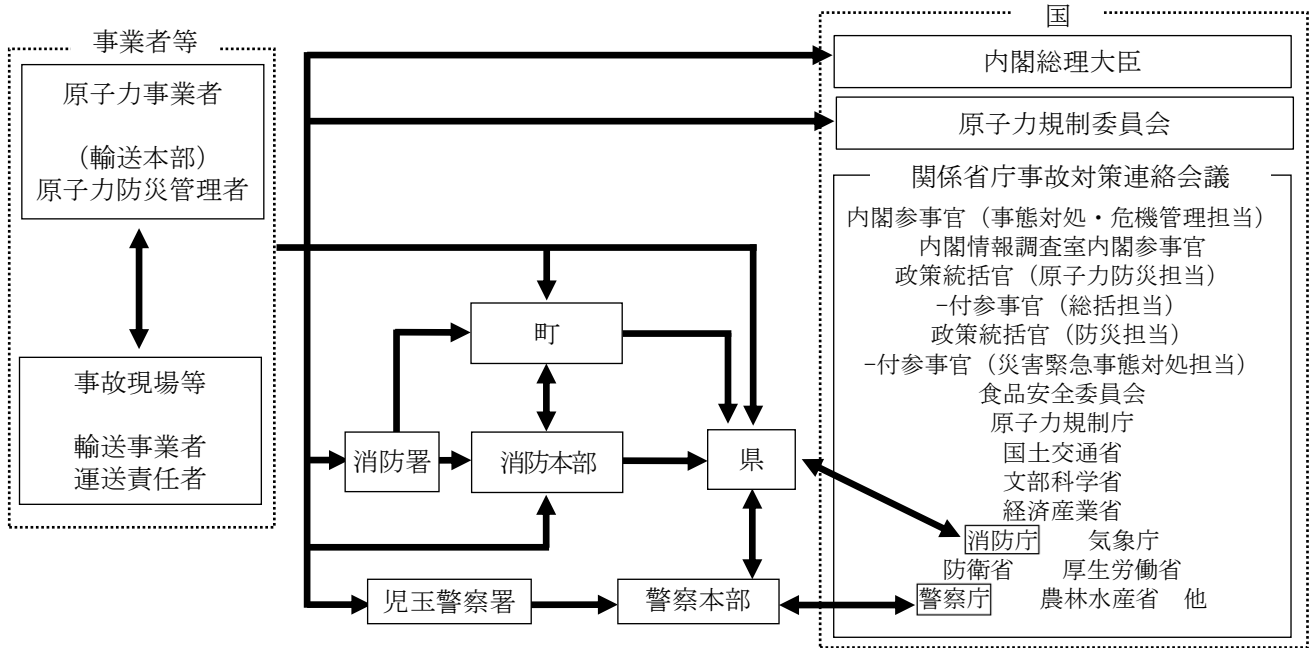 事業者等
原子力事業者
（輸送本部）
原子力防災管理者
事故現場等
輸送事業者
運送責任者
町
消防署
消防本部
県
児玉警察署
警察本部
国
内閣総理大臣
原子力規制委員会
関係省庁事故対策連絡会議
内閣参事官（事態対処・危機管理担当）
内閣情報調査室内閣参事官
政策統括官（原子力防災担当）
−付参事官（総括担当）
政策統括官（防災担当）
−付参事官（災害緊急事態対処担当）
食品安全委員会
原子力規制庁
国土交通省
文部科学省
経済産業省
消防庁　気象庁
防衛省　厚生労働省
警察庁　農林水産省　他